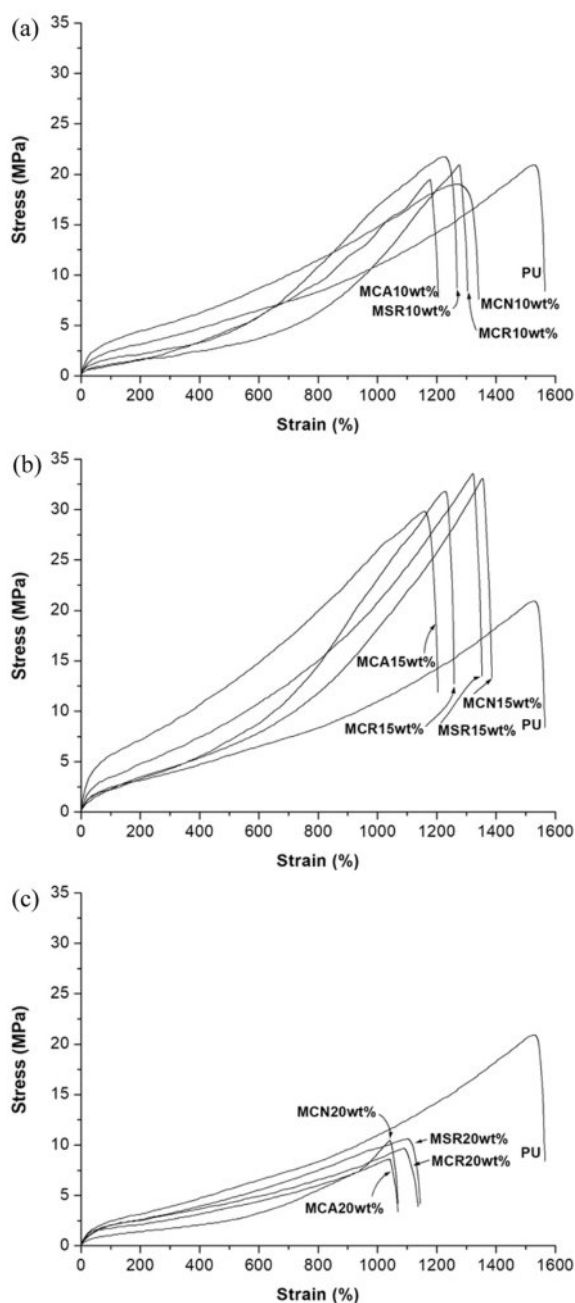 (a)
35
30
25
20
15
10
5
0
Stress (MPa)
PU
MCA10wt%
MCN10wt%
MSR10wt%
MCR10wt%
0 200 400 600 800 1000 1200 1400 1600
Strain (%)
(b)
35
30
25
20
15
10
5
0
Stress (MPa)
MCA15wt%
MCN15wt%
MCR15wt%
MSR15wt%
PU
0 200 400 600 800 1000 1200 1400 1600
Strain (%)
(c)
35
30
25
20
15
10
5
0
Stress (MPa)
MCN20wt%
MSR20wt%
MCR20wt%
PU
MCA20wt%
0 200 400 600 800 1000 1200 1400 1600
Strain (%)